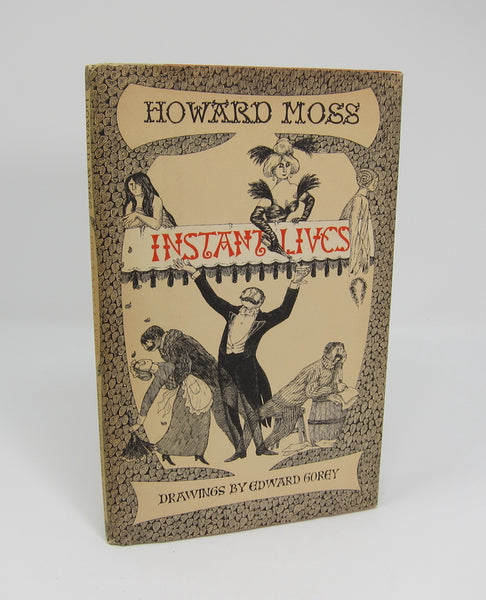 HOWARD MOSS
INSTANT LIVES
DRAWINGS BY EDWARD GOREY